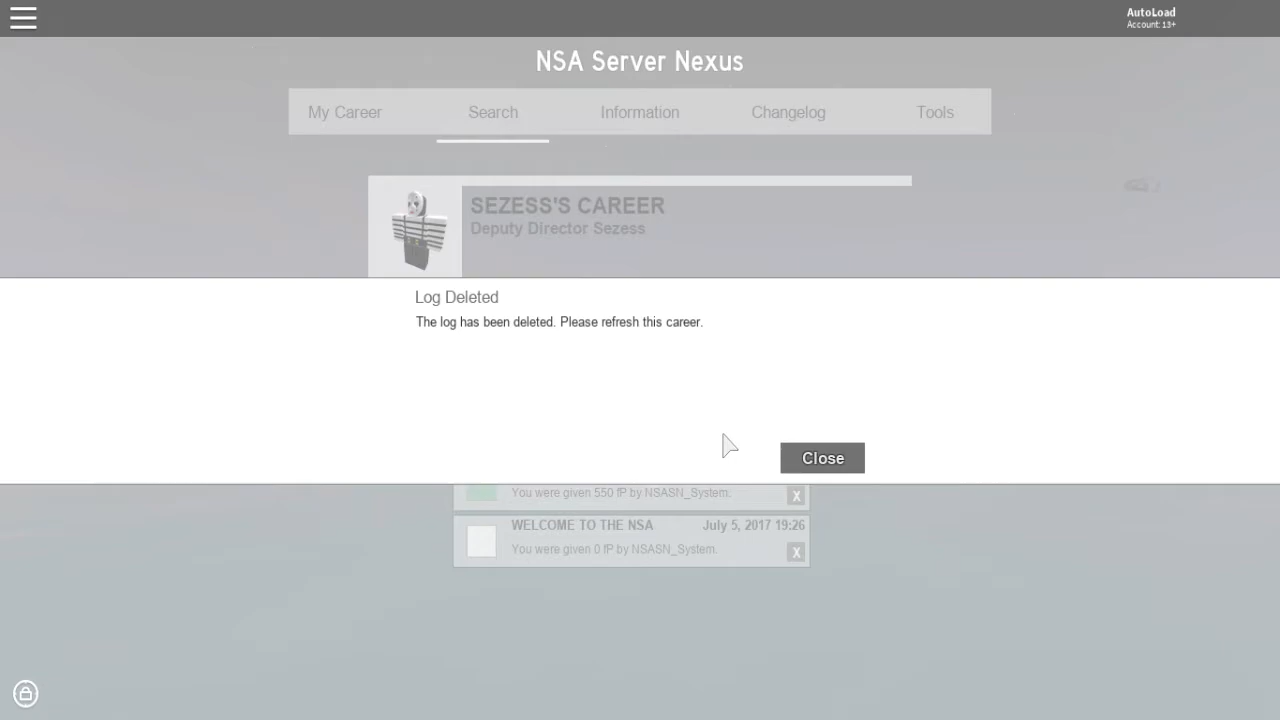 AutoLoad
Account: 13+
NSA Server Nexus
My Career Search Information Changelog Tools
SEZESS'S CAREER
Deputy Director Sezess
Log Deleted
The log has been deleted. Please refresh this career.
Close
You were given 550 fP by NSASN_System. X
WELCOME TO THE NSA July 5, 2017 19:26
You were given 0 fP by NSASN_System. X